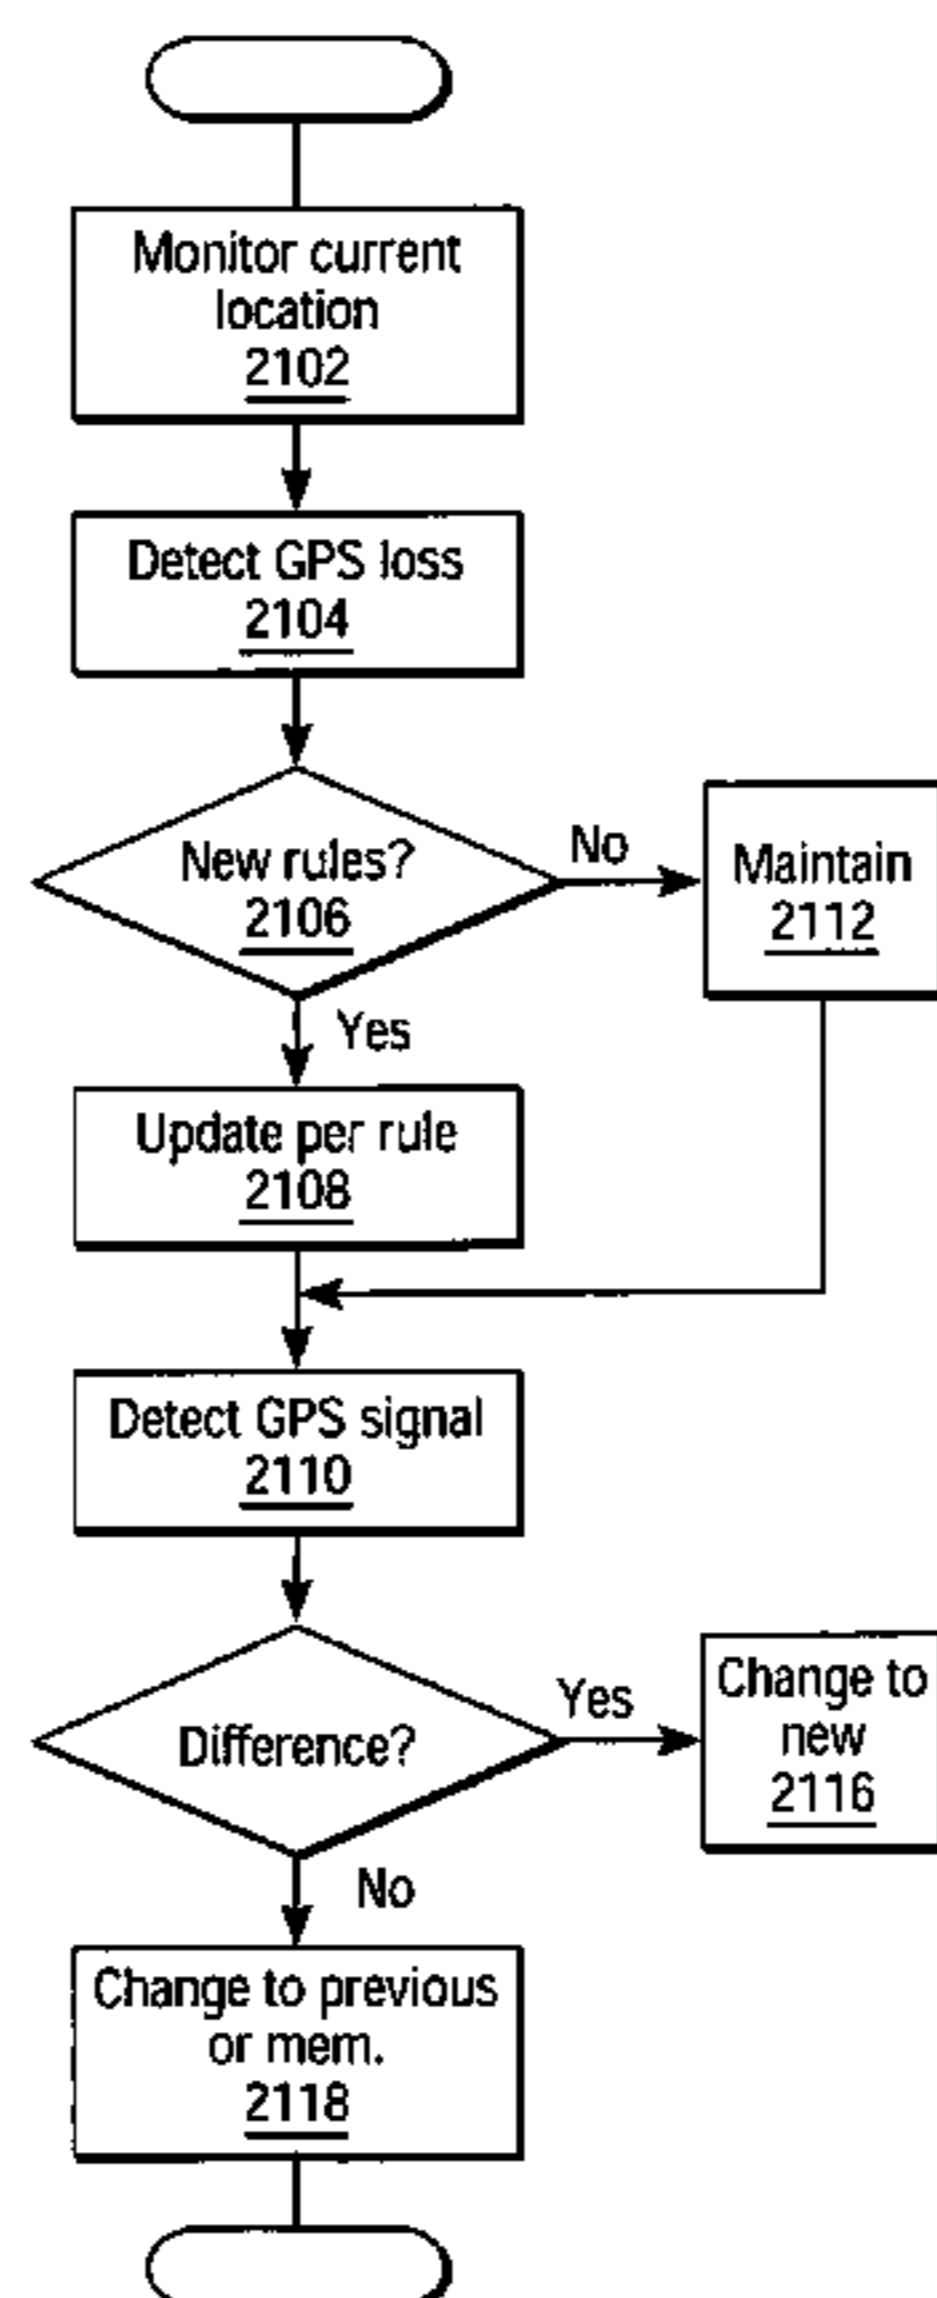 Monitor current
location
2102
Detect GPS loss
2104
New rules?
2106
No
Maintain
2112
Yes
Update per rule
2108
Detect GPS signal
2110
Difference?
Yes
Change to
new
2116
No
Change to previous
or mem.
2118